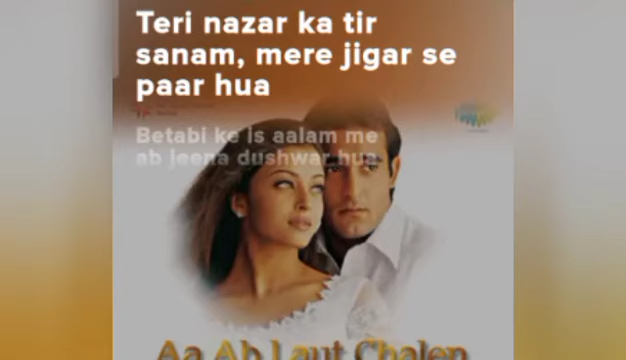 Teri nazar ka tir
sanam, mere jigar se
paar hua
Betabi ke is aalam me
ab jeena dushwar hua
Aa Ab Laut Chalen